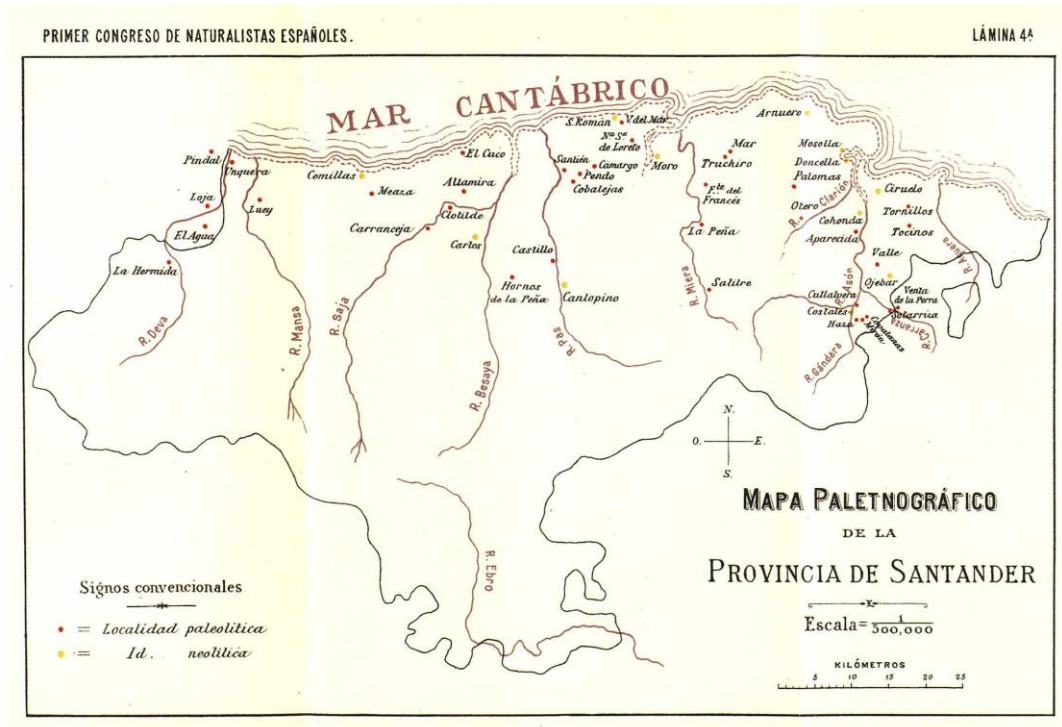 PRIMER CONGRESO DE NATURALISTAS ESPAÑOLES.
LÁMINA 4ª
MAR CANTÁBRICO
Pindal
Unquera
Loja
El Agua
La Hermida
R. Deva
Luey
R. Mansa
Comillas
Meaza
R. Saja
El Cuco
Altamira
Clotilde
Carranceja
Carlos
R. Besaya
Hornos
de la Peña
Castillo
Cantopino
R. Pas
S. Román
V. del Mar
Nª Sª
de Loreto
Santián
Camargo
Pendo
Cobalejas
Moro
Mar
Truchiro
Fte. del
Francés
La Peña
Salitre
R. Miera
Arnuero
Mosolla
Doncella
Palomas
Otero
R. Clarión
Cohonda
Aparecida
Ciruelo
Tornillos
Tocinos
Valle
Ojebar
R. Asón
R. Agüera
Cullalvera
Costales
Haza
Covalanas
Mirón
Venta
de la Perra
Sotarriza
R. Carranza
R. Gándara
R. Ebro
N.
O.
E.
S.
MAPA PALETNOGRÁFICO
DE LA
PROVINCIA DE SANTANDER
Escala = 1/500,000
KILÓMETROS
5 10 15 20 25
Signos convencionales
= Localidad paleolítica
= Id. neolítica